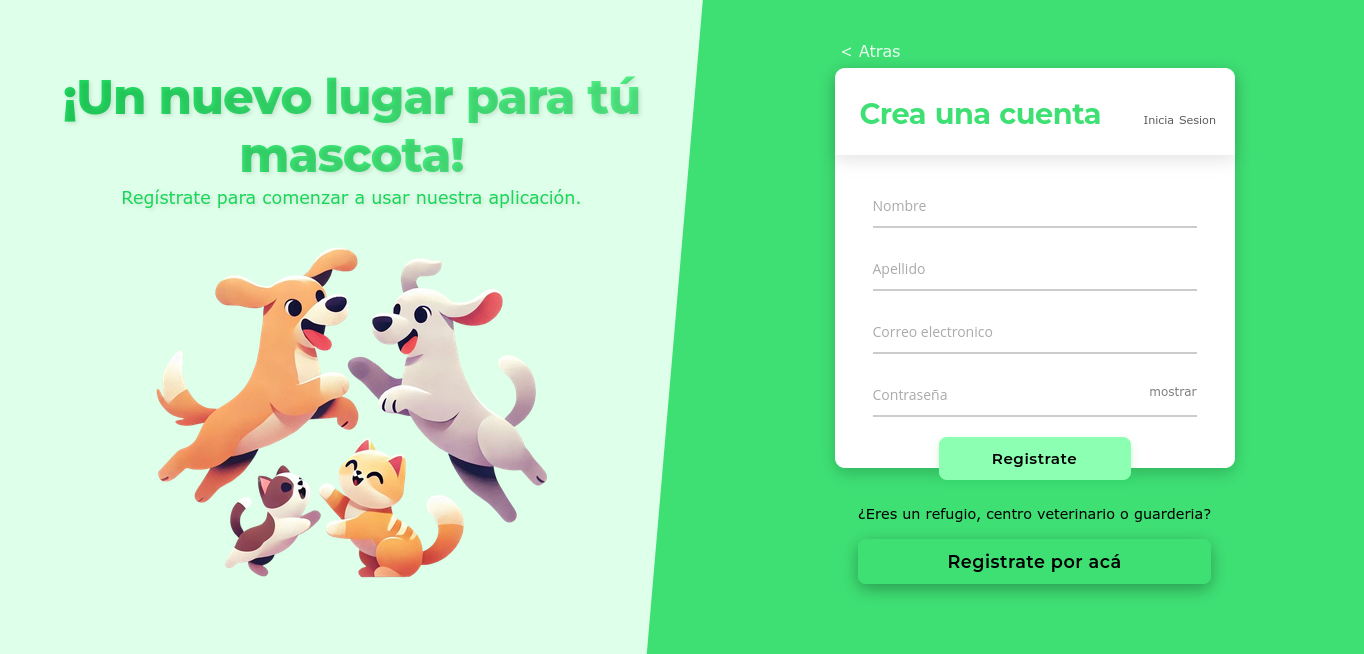 ¡Un nuevo lugar para tú
mascota!
Regístrate para comenzar a usar nuestra aplicación.
< Atras
Crea una cuenta
Inicia Sesion
Nombre
Apellido
Correo electronico
Contraseña
mostrar
Registrate
¿Eres un refugio, centro veterinario o guarderia?
Registrate por acá